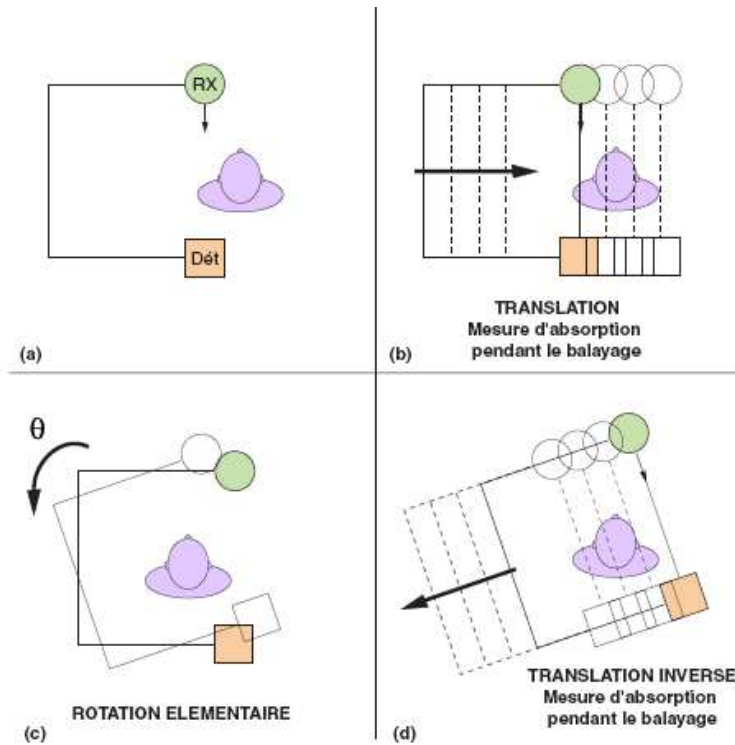 RX
Dét
(a)
TRANSLATION
Mesure d'absorption
pendant le balayage
(b)
θ
ROTATION ELEMENTAIRE
(c)
TRANSLATION INVERSE
Mesure d'absorption
pendant le balayage
(d)